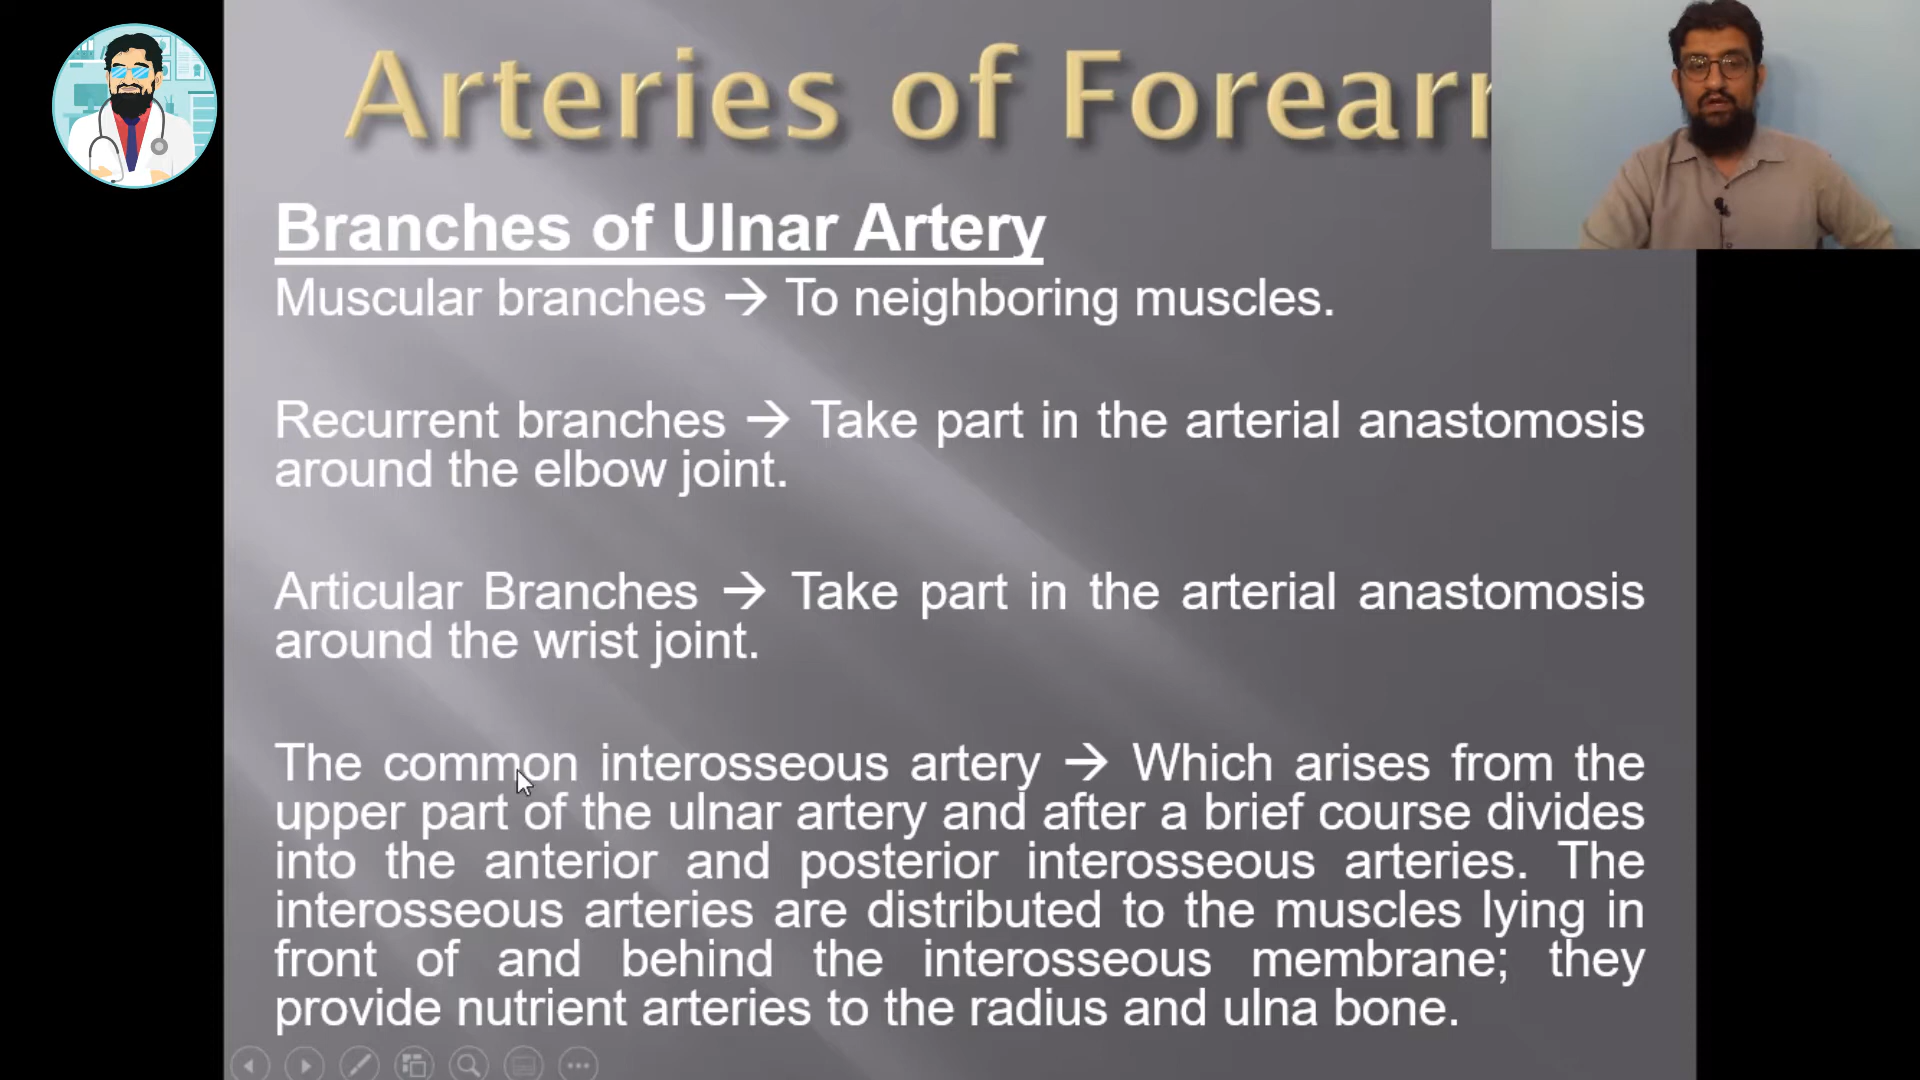 Arteries of Forear
Branches of Ulnar Artery
Muscular branches → To neighboring muscles.
Recurrent branches → Take part in the arterial anastomosis
around the elbow joint.
Articular Branches → Take part in the arterial anastomosis
around the wrist joint.
The common interosseous artery → Which arises from the
upper part of the ulnar artery and after a brief course divides
into the anterior and posterior interosseous arteries. The
interosseous arteries are distributed to the muscles lying in
front of and behind the interosseous membrane; they
provide nutrient arteries to the radius and ulna bone.